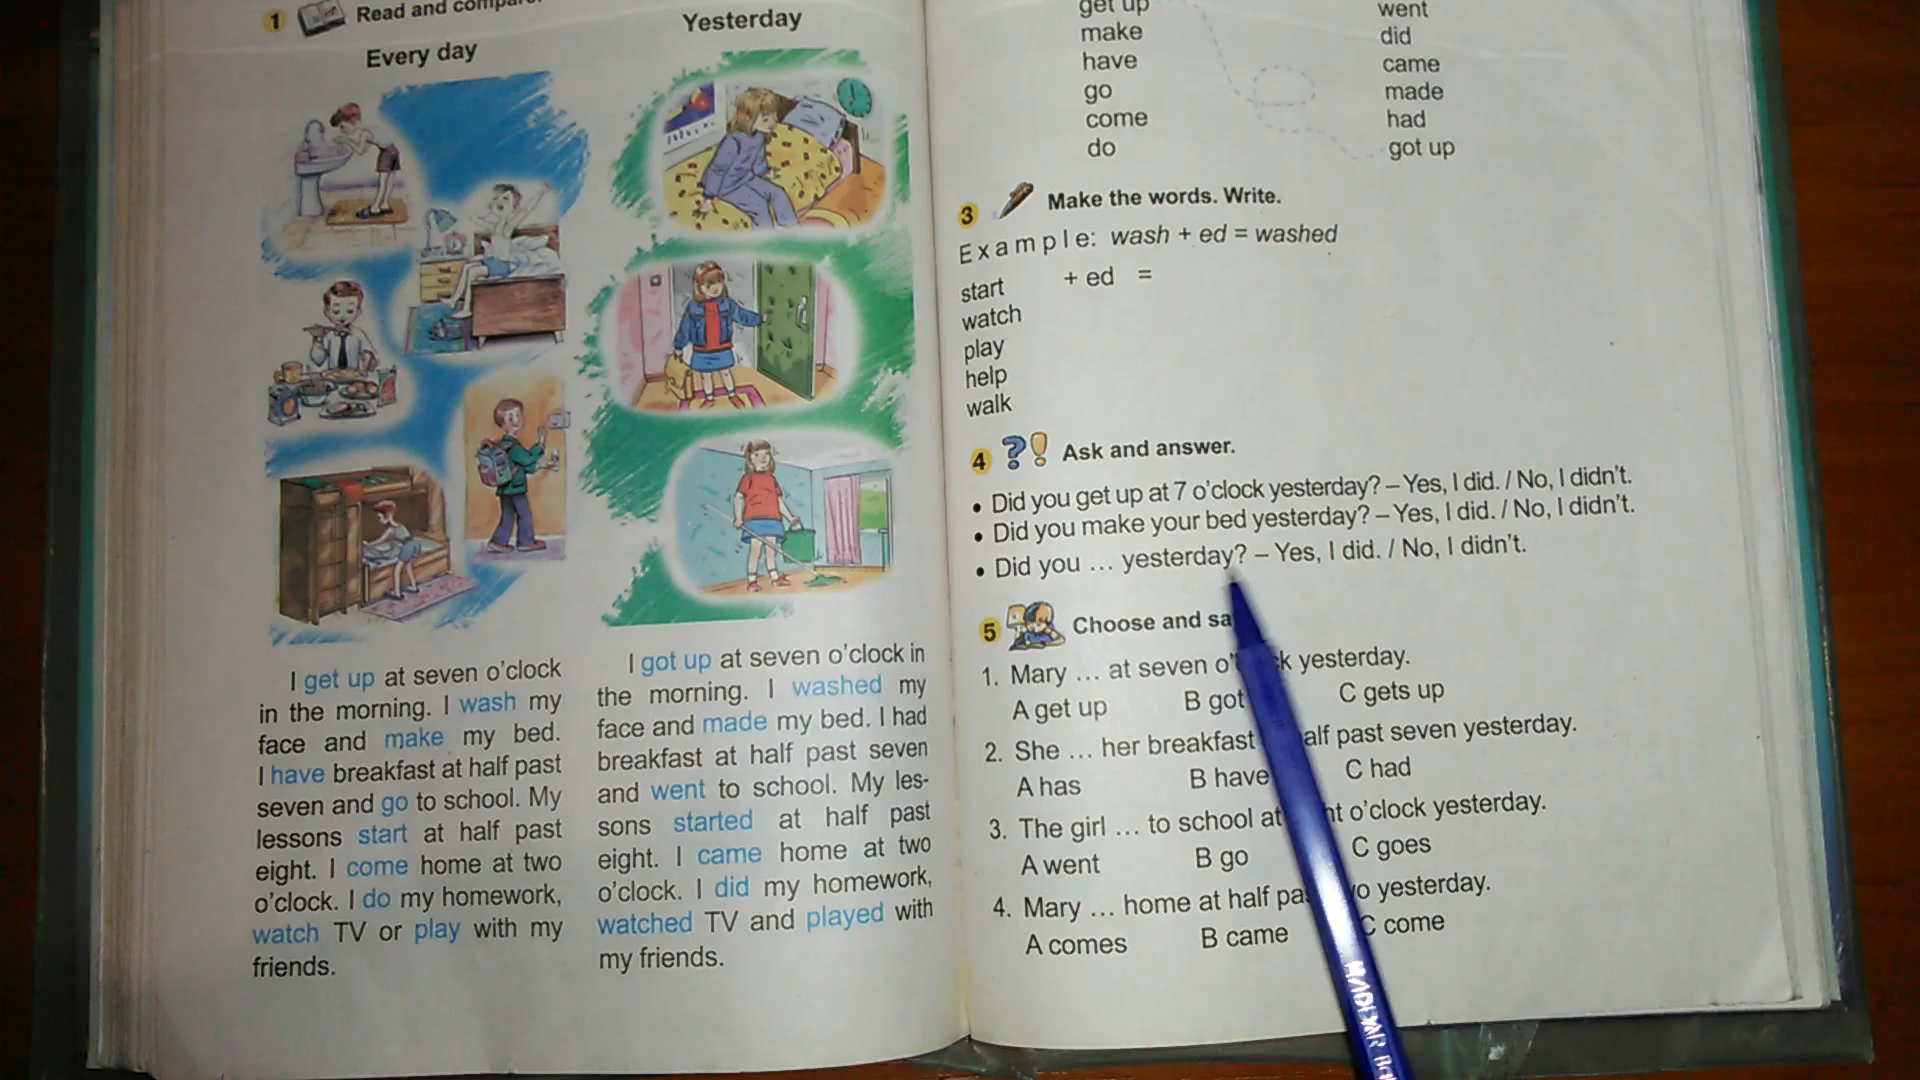 1 Read and compare.
Every day
Yesterday
I get up at seven o'clock
in the morning. I wash my
face and make my bed.
I have breakfast at half past
seven and go to school. My
lessons start at half past
eight. I come home at two
o'clock. I do my homework,
watch TV or play with my
friends.
I got up at seven o'clock in
the morning. I washed my
face and made my bed. I had
breakfast at half past seven
and went to school. My les-
sons started at half past
eight. I came home at two
o'clock. I did my homework,
watched TV and played with
my friends.
get up went
make did
have came
go made
come had
do got up
3 Make the words. Write.
Example: wash + ed = washed
start + ed =
watch
play
help
walk
4 ?! Ask and answer.
• Did you get up at 7 o'clock yesterday? – Yes, I did. / No, I didn't.
• Did you make your bed yesterday? – Yes, I did. / No, I didn't.
• Did you ... yesterday? – Yes, I did. / No, I didn't.
5 Choose and
1. Mary ... at seven yesterday.
A get up B got C gets up
2. She ... her breakfast past seven yesterday.
A has B have C had
3. The girl ... to school at o'clock yesterday.
A went B go C goes
4. Mary ... home at half yesterday.
A comes B came C come